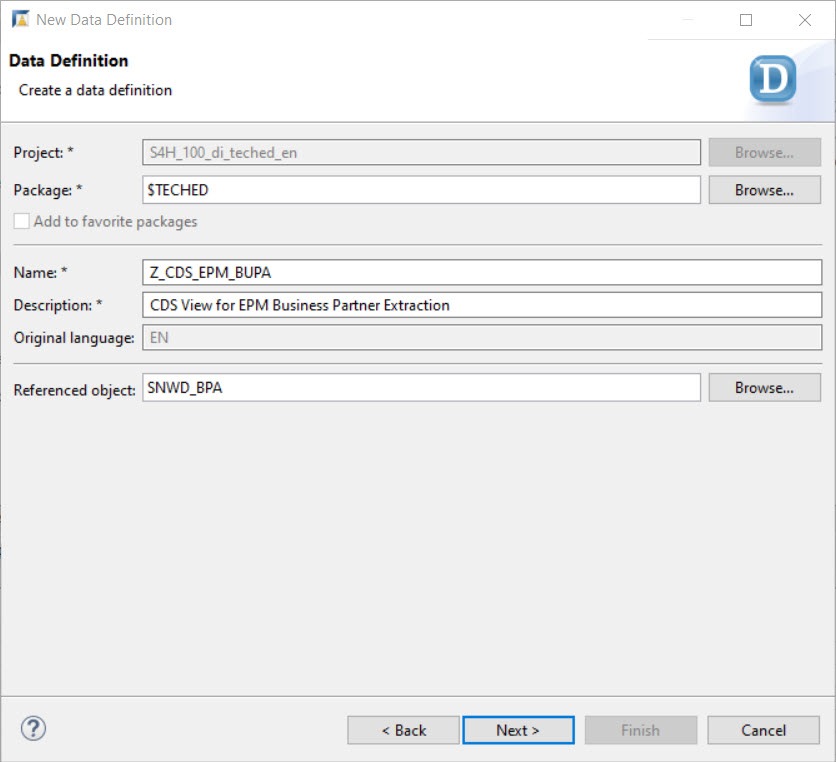 New Data Definition
Data Definition
Create a data definition
D
Project: * S4H_100_di_teched_en Browse...
Package: * $TECHED Browse...
Add to favorite packages
Name: * Z_CDS_EPM_BUPA
Description: * CDS View for EPM Business Partner Extraction
Original language: EN
Referenced object: SNWD_BPA Browse...
? < Back Next > Finish Cancel